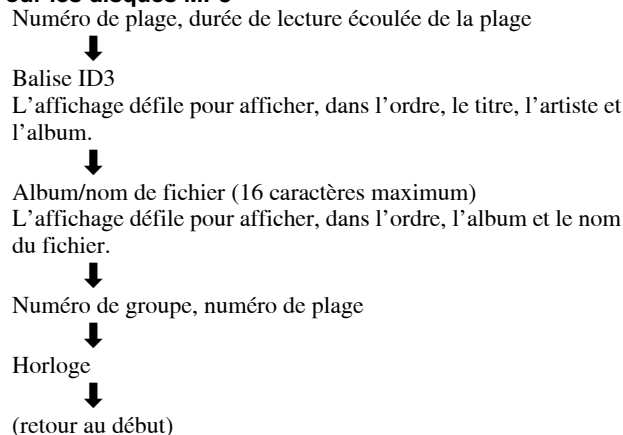 Numéro de plage, durée de lecture écoulée de la plage
Balise ID3
L'affichage défile pour afficher, dans l'ordre, le titre, l'artiste et
l'album.
Album/nom de fichier (16 caractères maximum)
L'affichage défile pour afficher, dans l'ordre, l'album et le nom
du fichier.
Numéro de groupe, numéro de plage
Horloge
(retour au début)